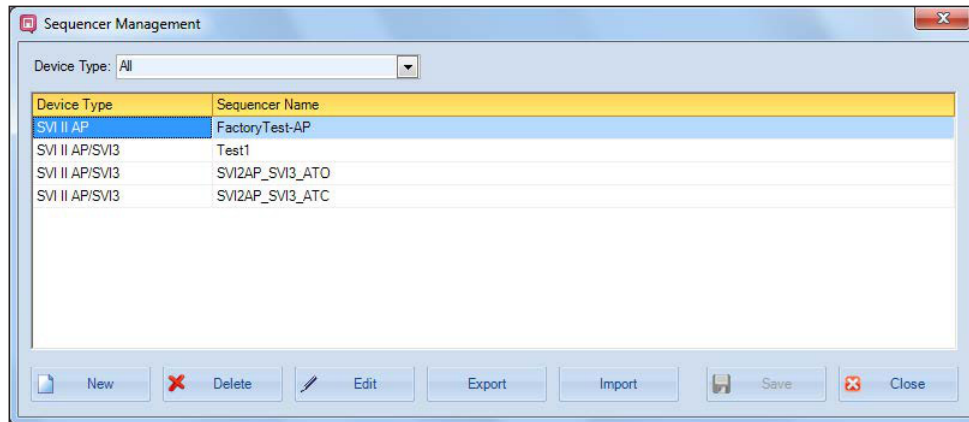 Sequencer Management
Device Type: All
Device Type Sequencer Name
SVI II AP FactoryTest-AP
SVI II AP/SVI3 Test1
SVI II AP/SVI3 SVI2AP_SVI3_ATO
SVI II AP/SVI3 SVI2AP_SVI3_ATC
New Delete Edit Export Import Save Close